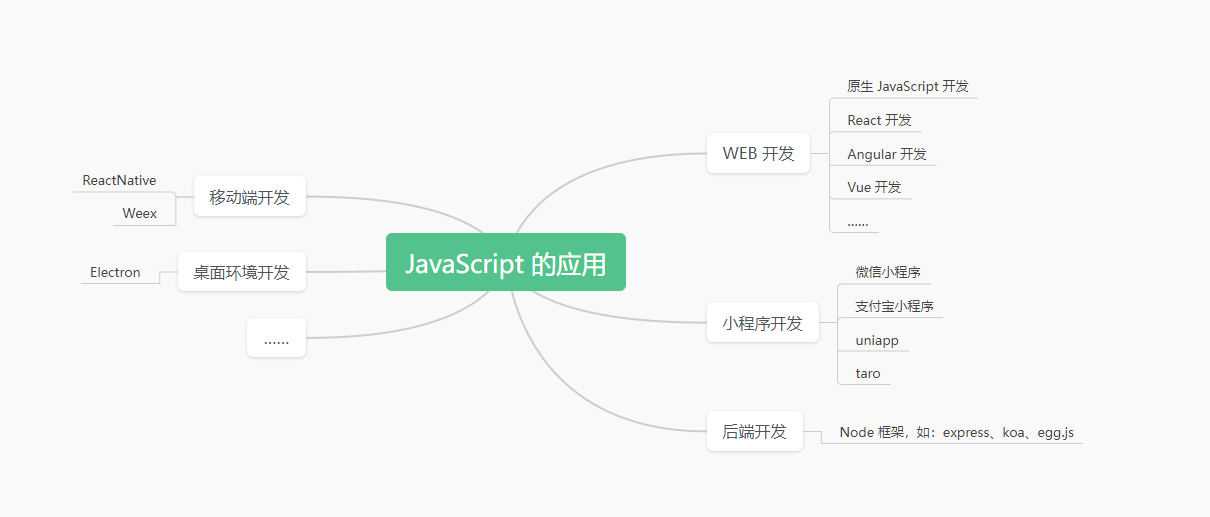 JavaScript 的应用
WEB 开发
原生 JavaScript 开发
React 开发
Angular 开发
Vue 开发
......
小程序开发
微信小程序
支付宝小程序
uniapp
taro
后端开发
Node 框架，如：express、koa、egg.js
移动端开发
ReactNative
Weex
桌面环境开发
Electron
......